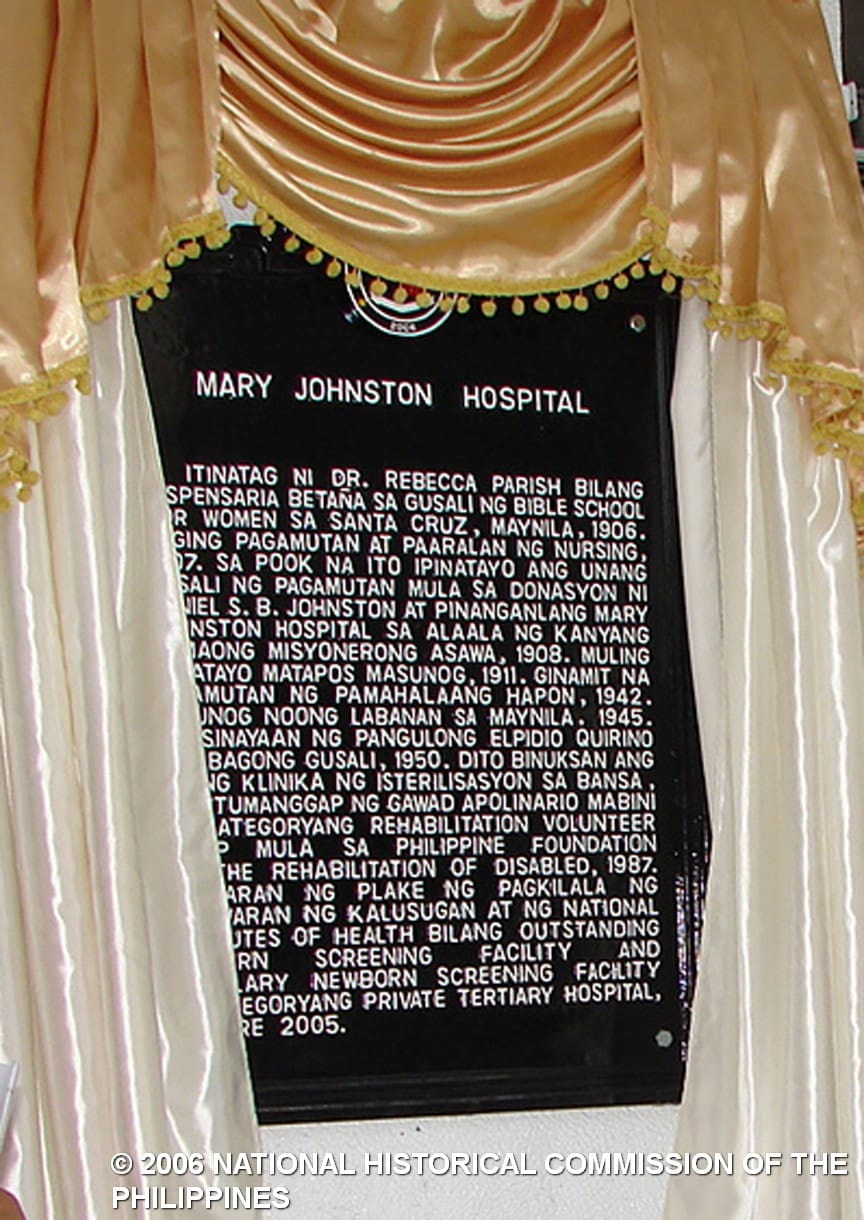 2004
MARY JOHNSTON HOSPITAL
ITINATAG NI DR. REBECCA PARISH BILANG
SPENSARIA BETAÑA SA GUSALI NG BIBLE SCHOOL
R WOMEN SA SANTA CRUZ, MAYNILA, 1906.
GING PAGAMUTAN AT PAARALAN NG NURSING,
07. SA POOK NA ITO IPINATAYO ANG UNANG
SALI NG PAGAMUTAN MULA SA DONASYON NI
NIEL S. B. JOHNSTON AT PINANGANLANG MARY
NSTON HOSPITAL SA ALAALA NG KANYANG
AONG MISYONERONG ASAWA, 1908. MULING
ATAYO MATAPOS MASUNOG, 1911. GINAMIT NA
AMUTAN NG PAMAHALAANG HAPON, 1942.
UNOG NOONG LABANAN SA MAYNILA. 1945.
SINAYAAN NG PANGULONG ELPIDIO QUIRINO
BAGONG GUSALI, 1950. DITO BINUKSAN ANG
NG KLINIKA NG ISTERILISASYON SA BANSA,
TUMANGGAP NG GAWAD APOLINARIO MABINI
ATEGORYANG REHABILITATION VOLUNTEER
P MULA SA PHILIPPINE FOUNDATION
THE REHABILITATION OF DISABLED, 1987.
ARAN NG PLAKE NG PAGKILALA NG
WARAN NG KALUSUGAN AT NG NATIONAL
UTES OF HEALTH BILANG OUTSTANDING
RN SCREENING FACILITY AND
LARY NEWBORN SCREENING FACILITY
EGORYANG PRIVATE TERTIARY HOSPITAL,
RE 2005.
© 2006 NATIONAL HISTORICAL COMMISSION OF THE
PHILIPPINES